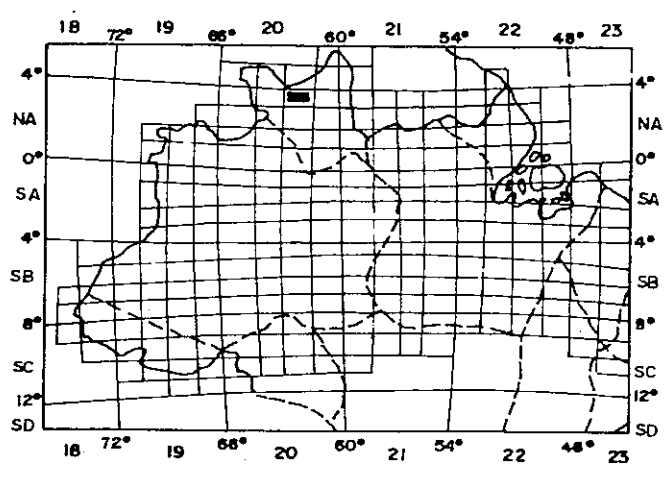 18 72° 19 66° 20 60° 21 54° 22 48° 23
4° 4°
NA NA
0° 0°
SA SA
4° 4°
SB SB
8° 8°
SC SC
12° 12°
SD SD
18 72° 19 68° 20 60° 21 54° 22 48° 23